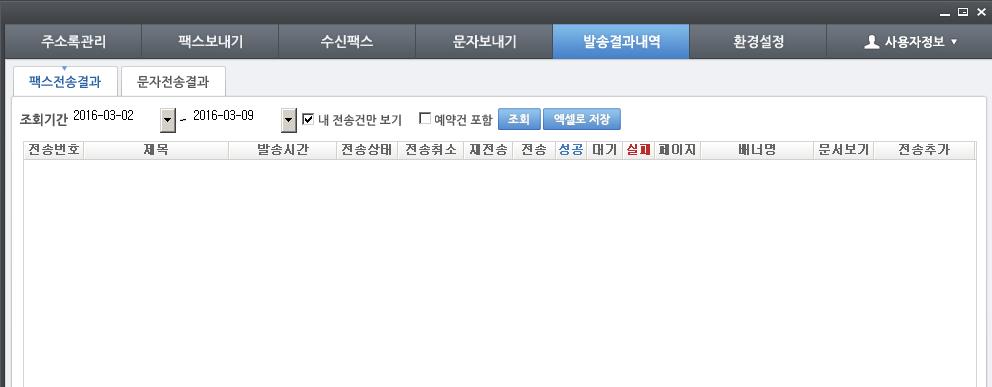 주소록관리 팩스보내기 수신팩스 문자보내기 발송결과내역 환경설정 사용자정보
팩스전송결과 문자전송결과
조회기간 2016-03-02 ~ 2016-03-09 내 전송건만 보기 예약건 포함 조회 엑셀로 저장
전송번호 제목 발송시간 전송상태 전송취소 재전송 전송 성공 대기 실패 페이지 배너명 문서보기 전송추가